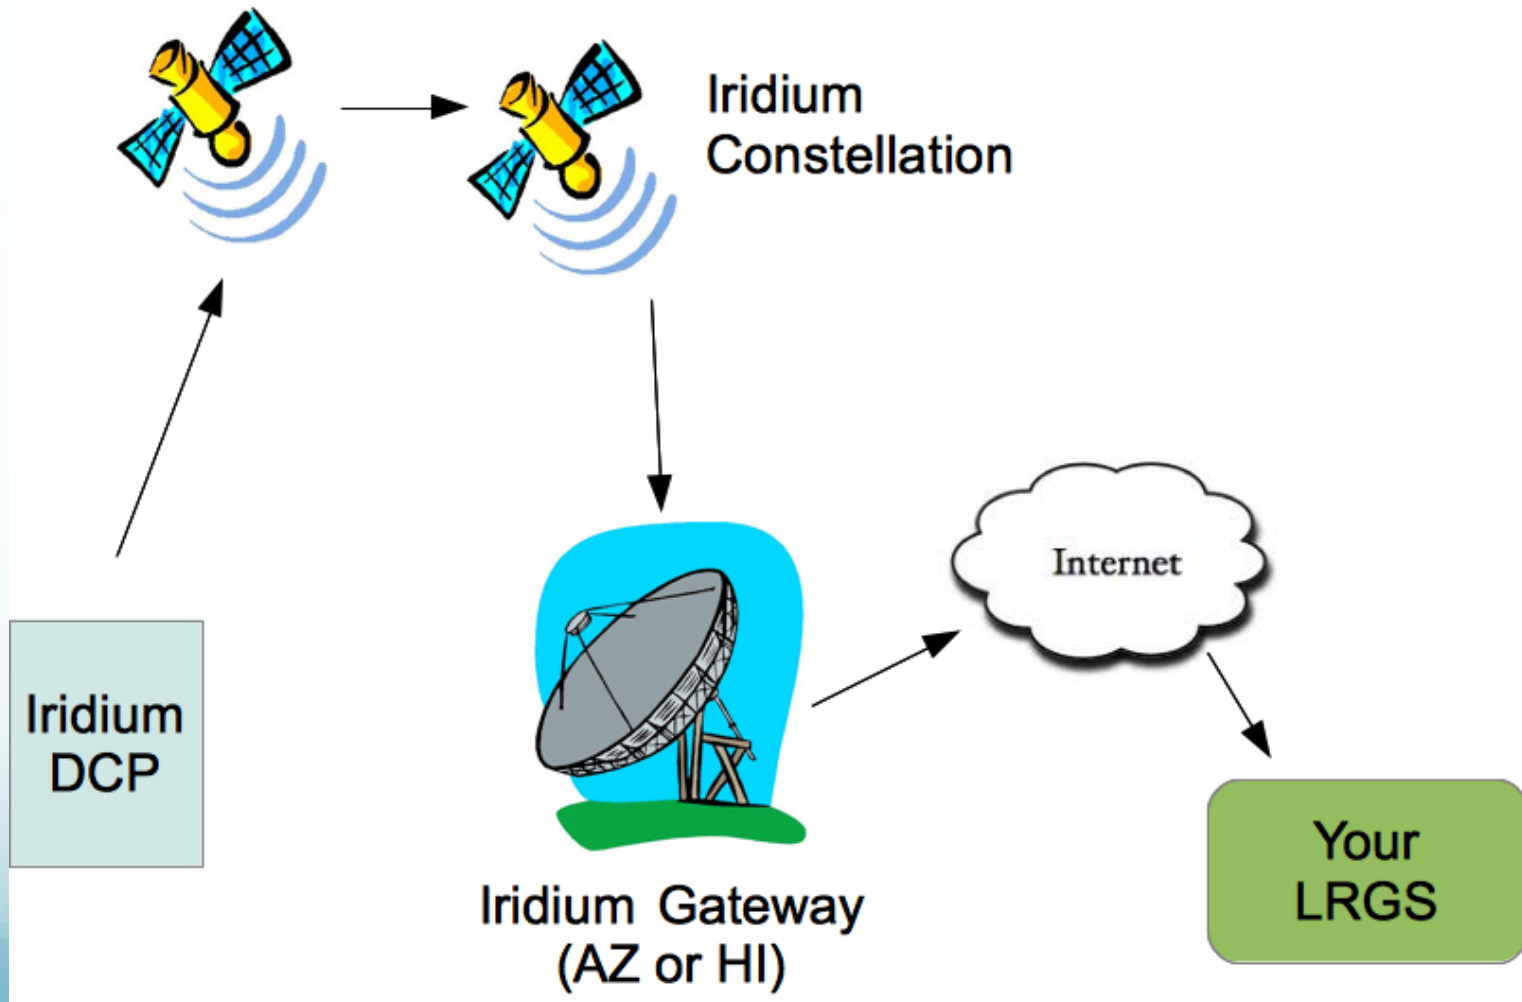 Iridium
Constellation
Internet
Iridium
DCP
Your
LRGS
Iridium Gateway
(AZ or HI)